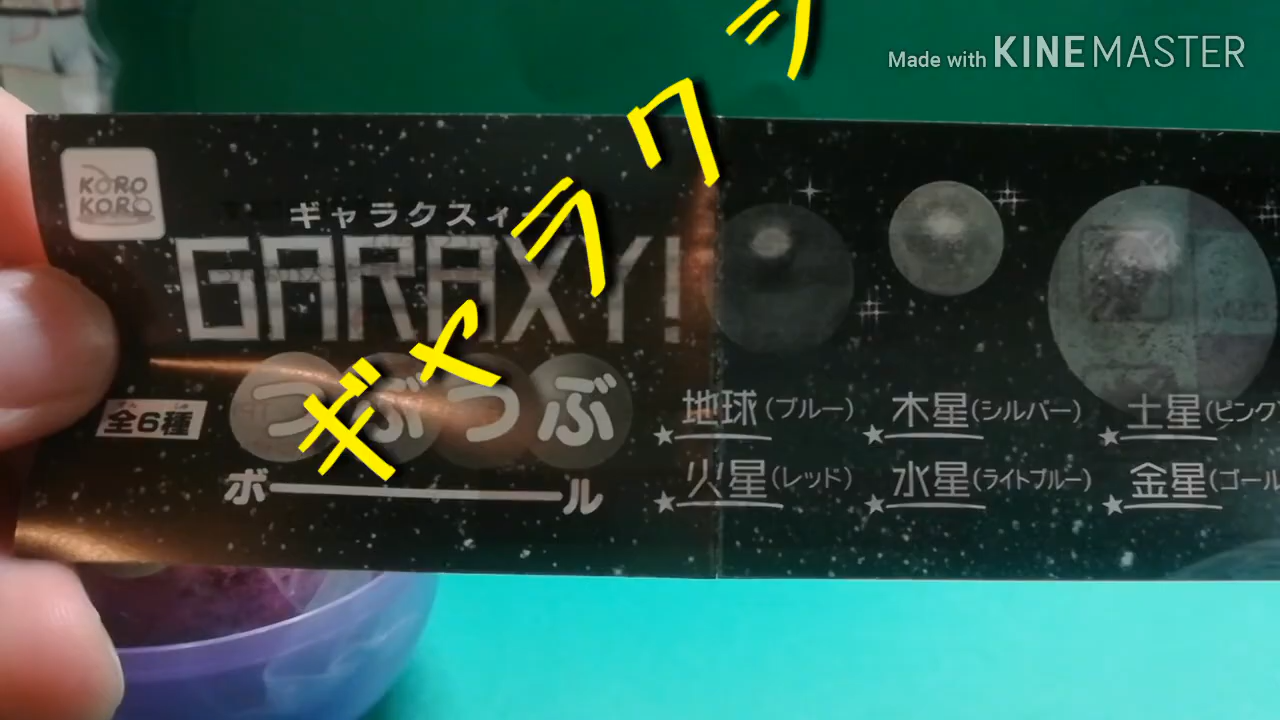 Made with KINEMASTER
ギャラク
KORO
KORO
ギャラクスィー
GARAXY!
全6種
つぶつぶ
ボール
地球(ブルー)
木星(シルバー)
土星(ピンク
火星(レッド)
水星(ライトブルー)
金星(ゴール